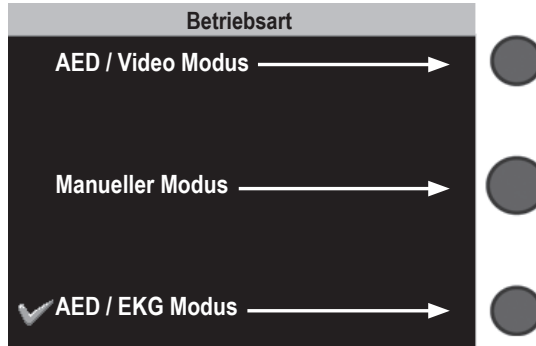 Betriebsart
AED / Video Modus
Manueller Modus
AED / EKG Modus